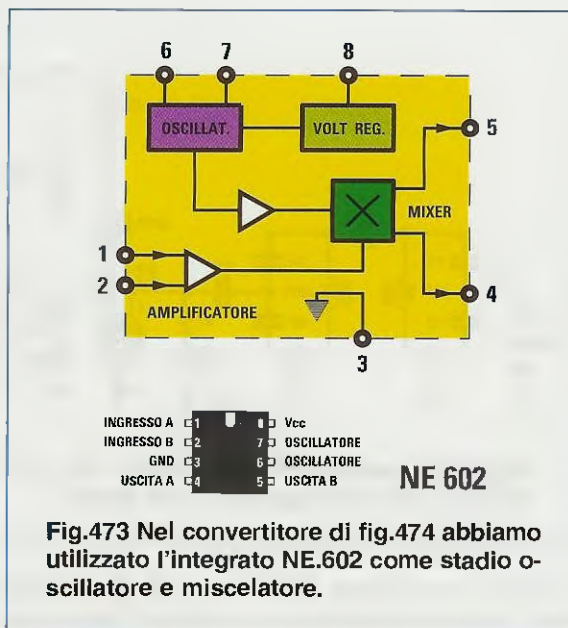 6 7 8
OSCILLAT. VOLT REG.
5
MIXER
1
2
4
AMPLIFICATORE
3
INGRESSO A 1 8 Vcc
INGRESSO B 2 7 OSCILLATORE
GND 3 6 OSCILLATORE
USCITA A 4 5 USCITA B
NE 602
Fig.473 Nel convertitore di fig.474 abbiamo
utilizzato l'integrato NE.602 come stadio o-
scillatore e miscelatore.